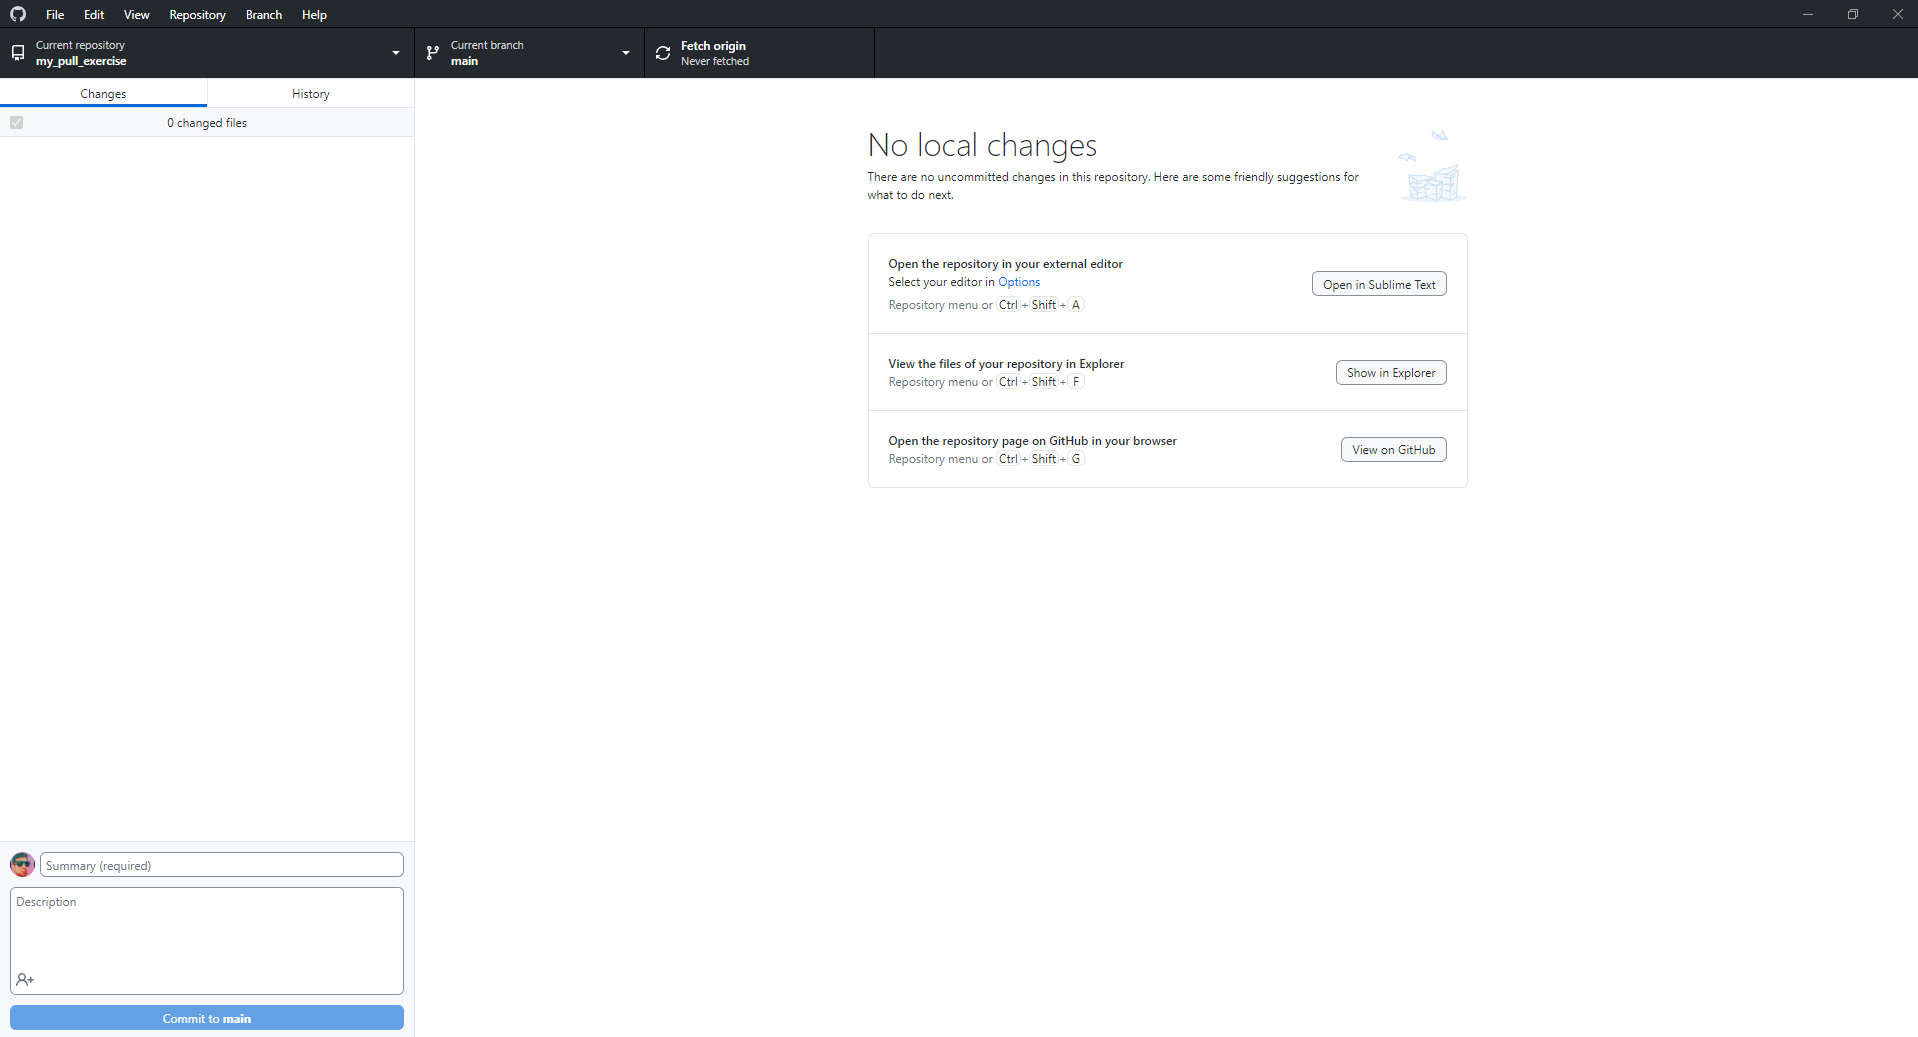 File Edit View Repository Branch Help
Current repository
my_pull_exercise
Current branch
main
Fetch origin
Never fetched
Changes History
0 changed files
No local changes
There are no uncommitted changes in this repository. Here are some friendly suggestions for
what to do next.
Open the repository in your external editor
Select your editor in Options
Repository menu or Ctrl + Shift + A
Open in Sublime Text
View the files of your repository in Explorer
Repository menu or Ctrl + Shift + F
Show in Explorer
Open the repository page on GitHub in your browser
Repository menu or Ctrl + Shift + G
View on GitHub
Summary (required)
Description
Commit to main